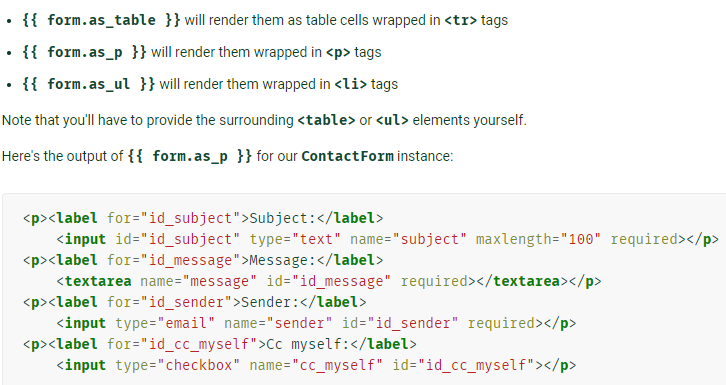 • {{ form.as_table }} will render them as table cells wrapped in <tr> tags
• {{ form.as_p }} will render them wrapped in <p> tags
• {{ form.as_ul }} will render them wrapped in <li> tags
Note that you'll have to provide the surrounding <table> or <ul> elements yourself.
Here's the output of {{ form.as_p }} for our ContactForm instance:
<p><label for="id_subject">Subject:</label>
    <input id="id_subject" type="text" name="subject" maxlength="100" required></p>
<p><label for="id_message">Message:</label>
    <textarea name="message" id="id_message" required></textarea></p>
<p><label for="id_sender">Sender:</label>
    <input type="email" name="sender" id="id_sender" required></p>
<p><label for="id_cc_myself">Cc myself:</label>
    <input type="checkbox" name="cc_myself" id="id_cc_myself"></p>